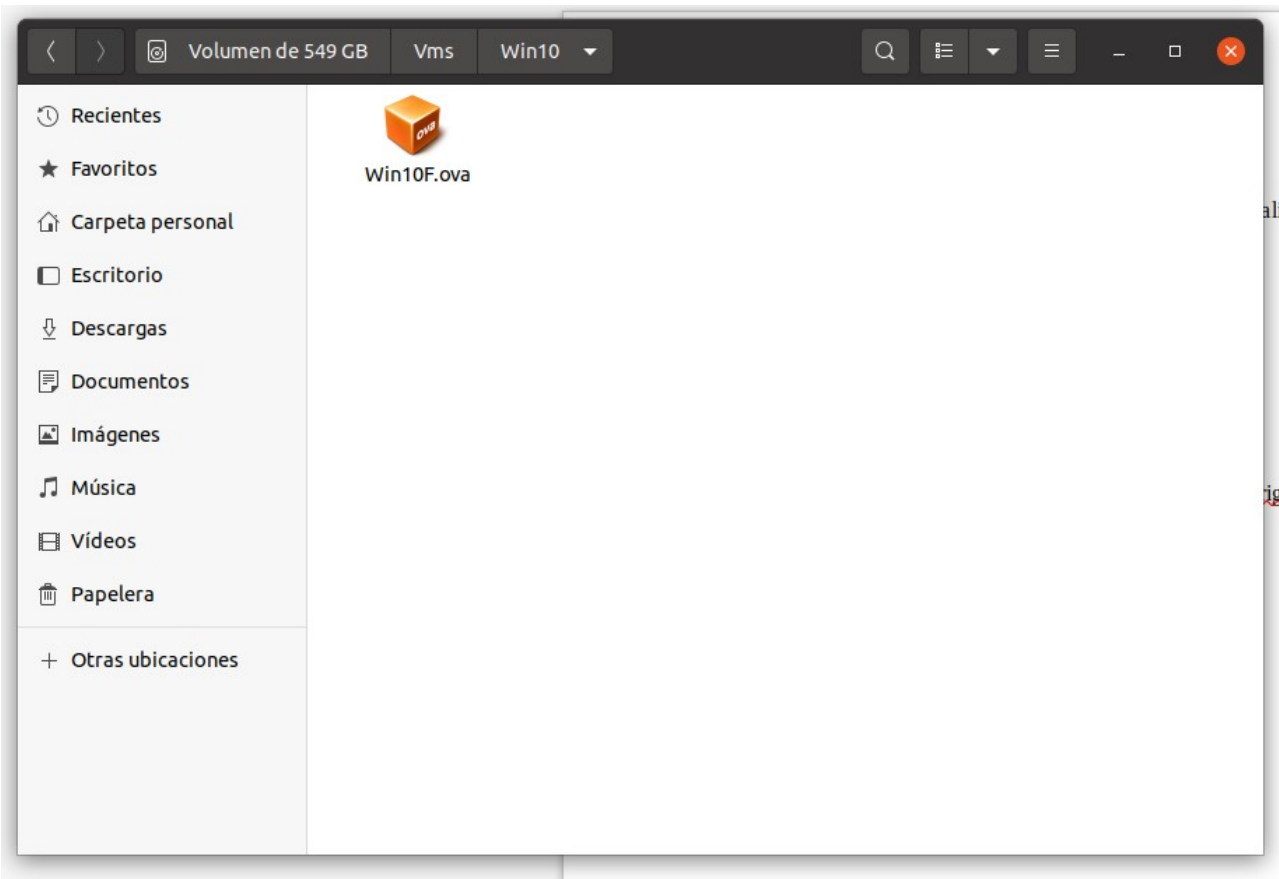 Volumen de 549 GB Vms Win10
Recientes
Favoritos
Carpeta personal
Escritorio
Descargas
Documentos
Imágenes
Música
Vídeos
Papelera
Otras ubicaciones
ova
Win10F.ova